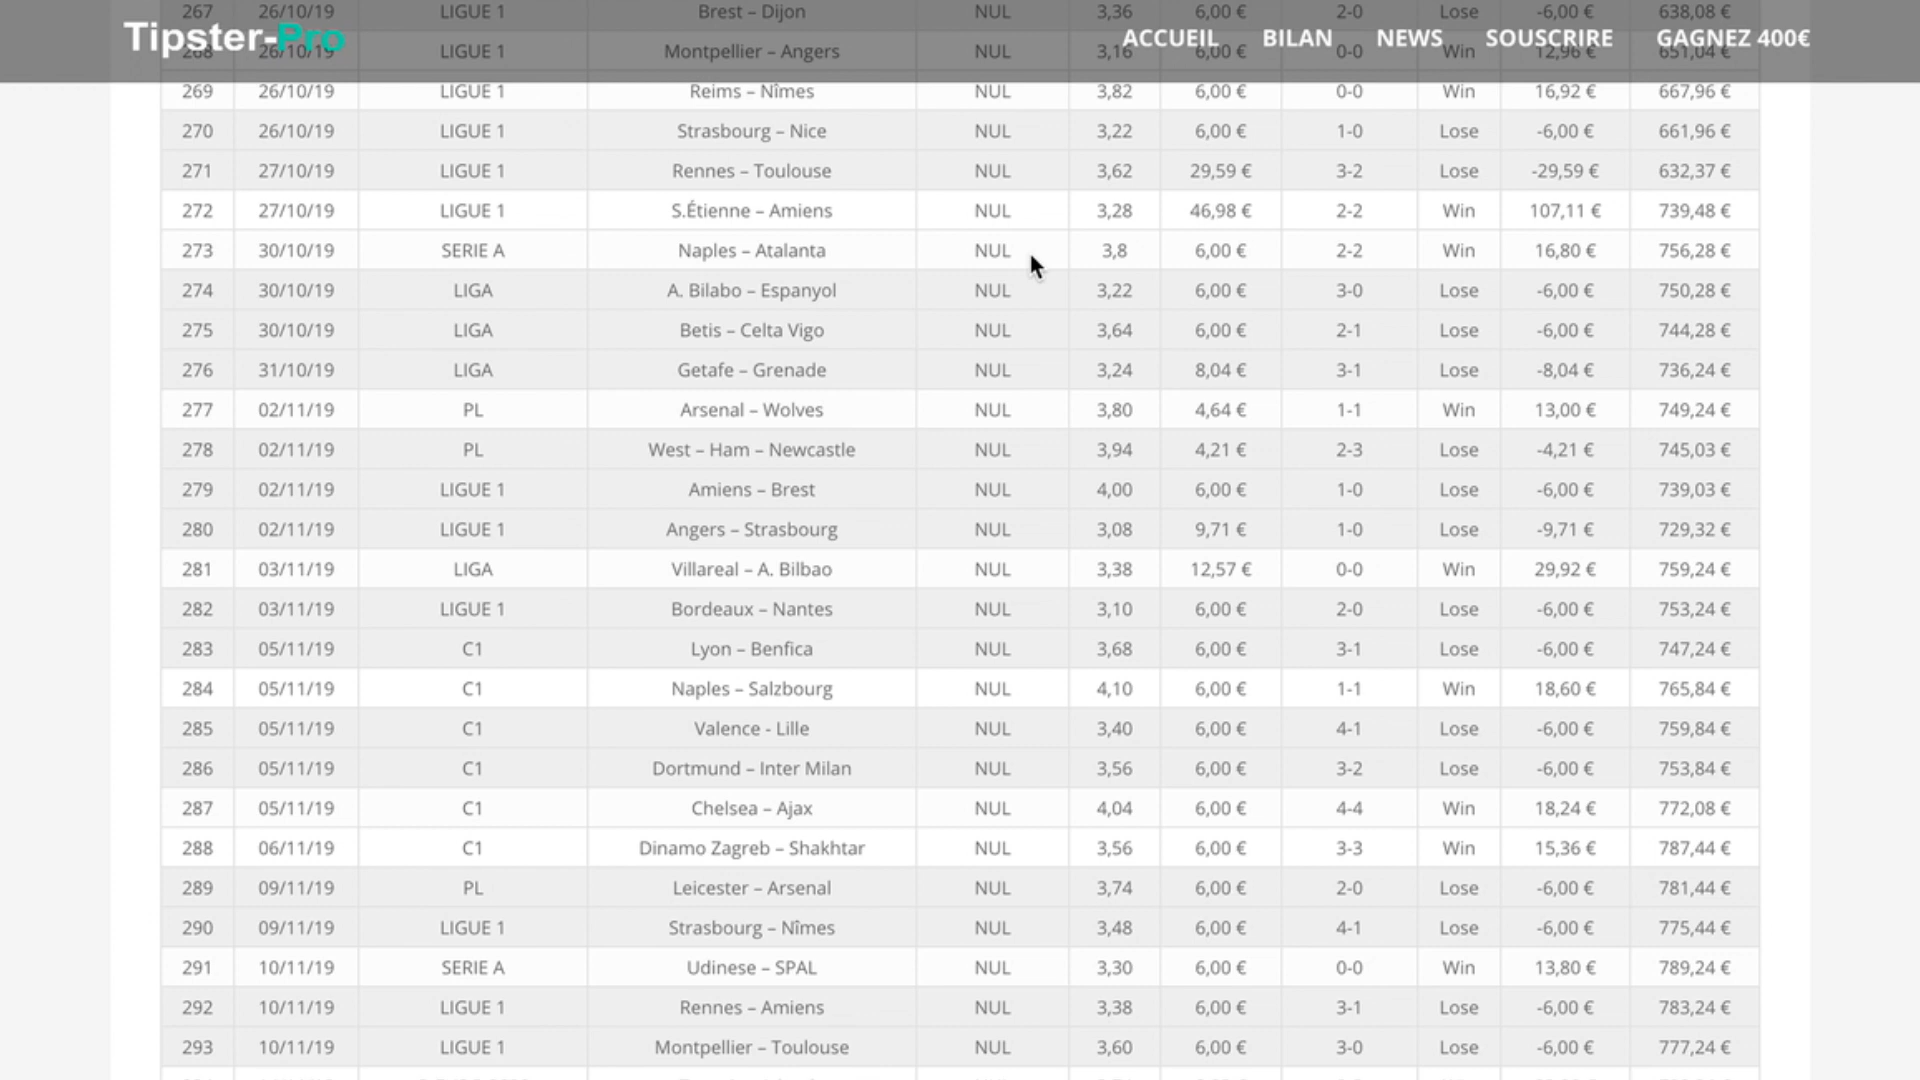 267 26/10/19 LIGUE 1 Brest – Dijon NUL 3,36 6,00 € 2-0 Lose -6,00 € 638,08 €
Tipster-Pro ACCUEIL BILAN NEWS SOUSCRIRE GAGNEZ 400€
268 26/10/19 LIGUE 1 Montpellier – Angers NUL 3,16 6,00 € 0-0 Win 12,96 € 651,04 €
269 26/10/19 LIGUE 1 Reims – Nîmes NUL 3,82 6,00 € 0-0 Win 16,92 € 667,96 €
270 26/10/19 LIGUE 1 Strasbourg – Nice NUL 3,22 6,00 € 1-0 Lose -6,00 € 661,96 €
271 27/10/19 LIGUE 1 Rennes – Toulouse NUL 3,62 29,59 € 3-2 Lose -29,59 € 632,37 €
272 27/10/19 LIGUE 1 S.Étienne – Amiens NUL 3,28 46,98 € 2-2 Win 107,11 € 739,48 €
273 30/10/19 SERIE A Naples – Atalanta NUL 3,8 6,00 € 2-2 Win 16,80 € 756,28 €
274 30/10/19 LIGA A. Bilabo – Espanyol NUL 3,22 6,00 € 3-0 Lose -6,00 € 750,28 €
275 30/10/19 LIGA Betis – Celta Vigo NUL 3,64 6,00 € 2-1 Lose -6,00 € 744,28 €
276 31/10/19 LIGA Getafe – Grenade NUL 3,24 8,04 € 3-1 Lose -8,04 € 736,24 €
277 02/11/19 PL Arsenal – Wolves NUL 3,80 4,64 € 1-1 Win 13,00 € 749,24 €
278 02/11/19 PL West – Ham – Newcastle NUL 3,94 4,21 € 2-3 Lose -4,21 € 745,03 €
279 02/11/19 LIGUE 1 Amiens – Brest NUL 4,00 6,00 € 1-0 Lose -6,00 € 739,03 €
280 02/11/19 LIGUE 1 Angers – Strasbourg NUL 3,08 9,71 € 1-0 Lose -9,71 € 729,32 €
281 03/11/19 LIGA Villareal – A. Bilbao NUL 3,38 12,57 € 0-0 Win 29,92 € 759,24 €
282 03/11/19 LIGUE 1 Bordeaux – Nantes NUL 3,10 6,00 € 2-0 Lose -6,00 € 753,24 €
283 05/11/19 C1 Lyon – Benfica NUL 3,68 6,00 € 3-1 Lose -6,00 € 747,24 €
284 05/11/19 C1 Naples – Salzbourg NUL 4,10 6,00 € 1-1 Win 18,60 € 765,84 €
285 05/11/19 C1 Valence - Lille NUL 3,40 6,00 € 4-1 Lose -6,00 € 759,84 €
286 05/11/19 C1 Dortmund – Inter Milan NUL 3,56 6,00 € 3-2 Lose -6,00 € 753,84 €
287 05/11/19 C1 Chelsea – Ajax NUL 4,04 6,00 € 4-4 Win 18,24 € 772,08 €
288 06/11/19 C1 Dinamo Zagreb – Shakhtar NUL 3,56 6,00 € 3-3 Win 15,36 € 787,44 €
289 09/11/19 PL Leicester – Arsenal NUL 3,74 6,00 € 2-0 Lose -6,00 € 781,44 €
290 09/11/19 LIGUE 1 Strasbourg – Nîmes NUL 3,48 6,00 € 4-1 Lose -6,00 € 775,44 €
291 10/11/19 SERIE A Udinese – SPAL NUL 3,30 6,00 € 0-0 Win 13,80 € 789,24 €
292 10/11/19 LIGUE 1 Rennes – Amiens NUL 3,38 6,00 € 3-1 Lose -6,00 € 783,24 €
293 10/11/19 LIGUE 1 Montpellier – Toulouse NUL 3,60 6,00 € 3-0 Lose -6,00 € 777,24 €